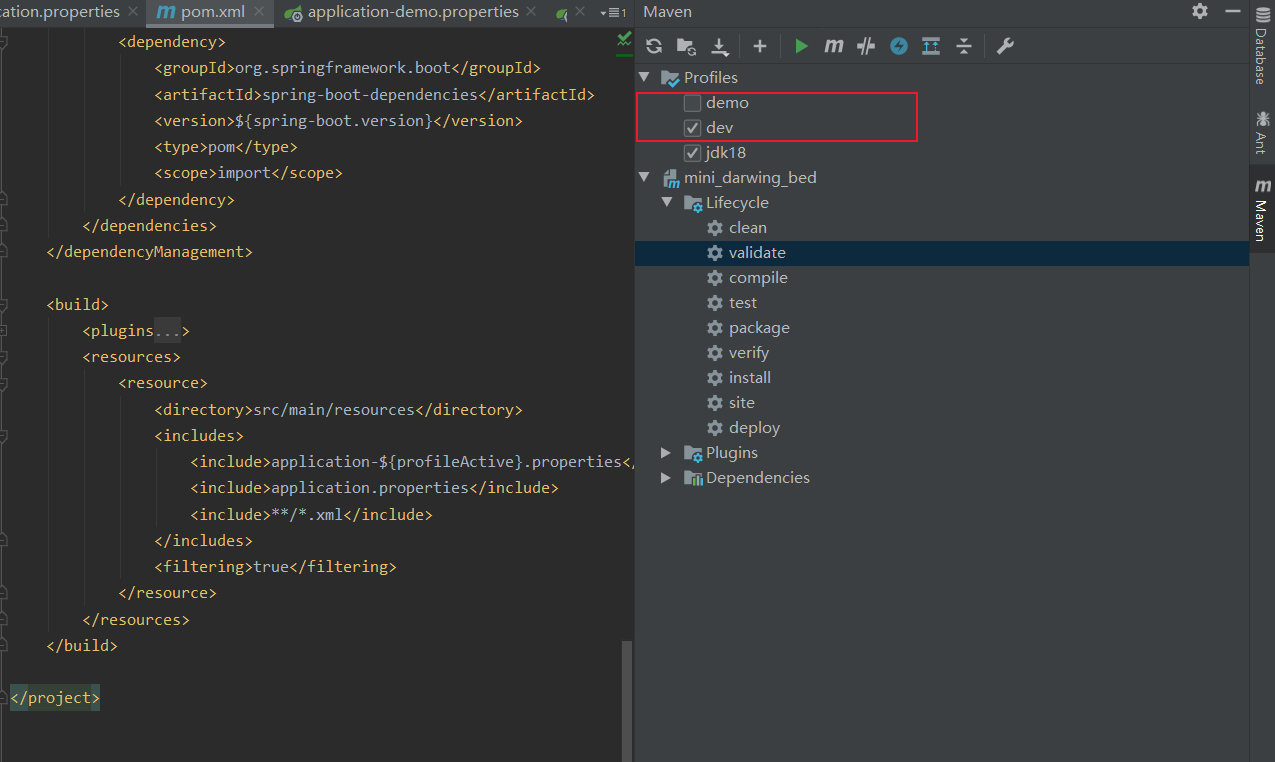 cation.properties
pom.xml
application-demo.properties
1
<dependency>
<groupId>org.springframework.boot</groupId>
<artifactId>spring-boot-dependencies</artifactId>
<version>${spring-boot.version}</version>
<type>pom</type>
<scope>import</scope>
</dependency>
</dependencies>
</dependencyManagement>
<build>
<plugins...>
<resources>
<resource>
<directory>src/main/resources</directory>
<includes>
<include>application-${profileActive}.properties</
<include>application.properties</include>
<include>**/*.xml</include>
</includes>
<filtering>true</filtering>
</resource>
</resources>
</build>
</project>
Maven
Profiles
demo
dev
jdk18
mini_darwing_bed
Lifecycle
clean
validate
compile
test
package
verify
install
site
deploy
Plugins
Dependencies
Database
Ant
Maven